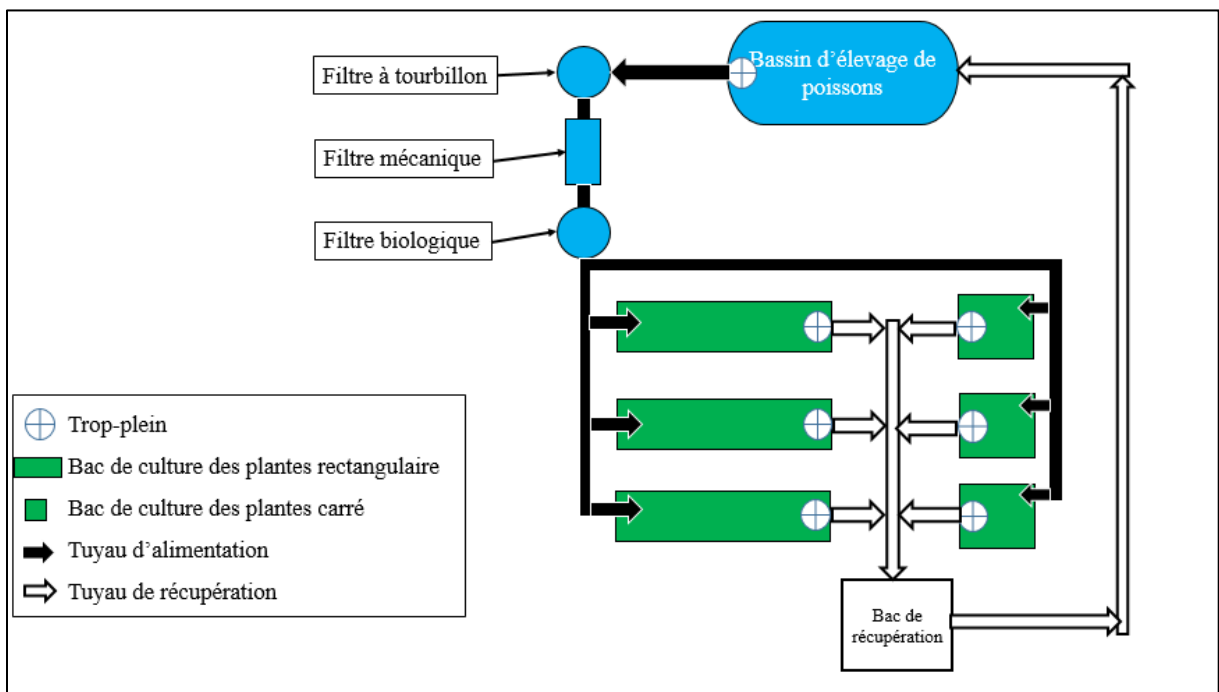 Bassin d'élevage de
poissons
Filtre à tourbillon
Filtre mécanique
Filtre biologique
Trop-plein
Bac de culture des plantes rectangulaire
Bac de culture des plantes carré
Tuyau d'alimentation
Tuyau de récupération
Bac de
récupération